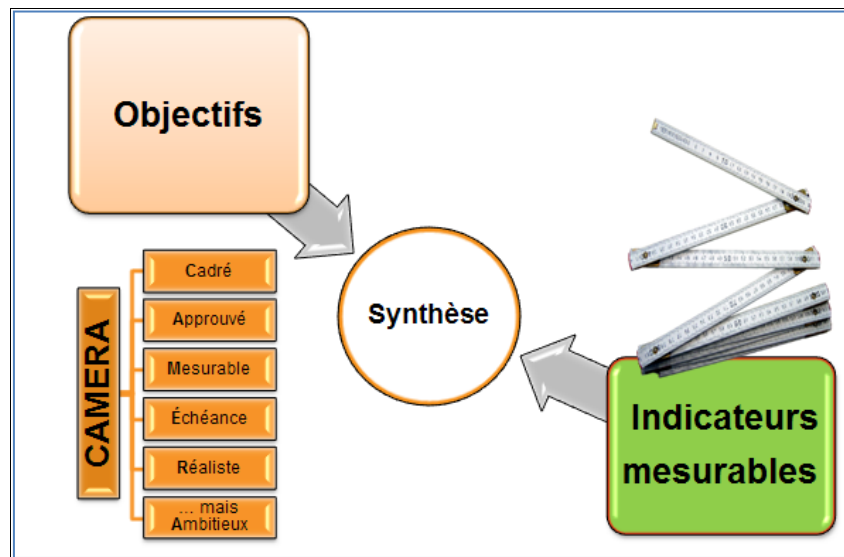 Objectifs
Synthèse
CAMERA
Cadré
Approuvé
Mesurable
Échéance
Réaliste
... mais
Ambitieux
Indicateurs
mesurables